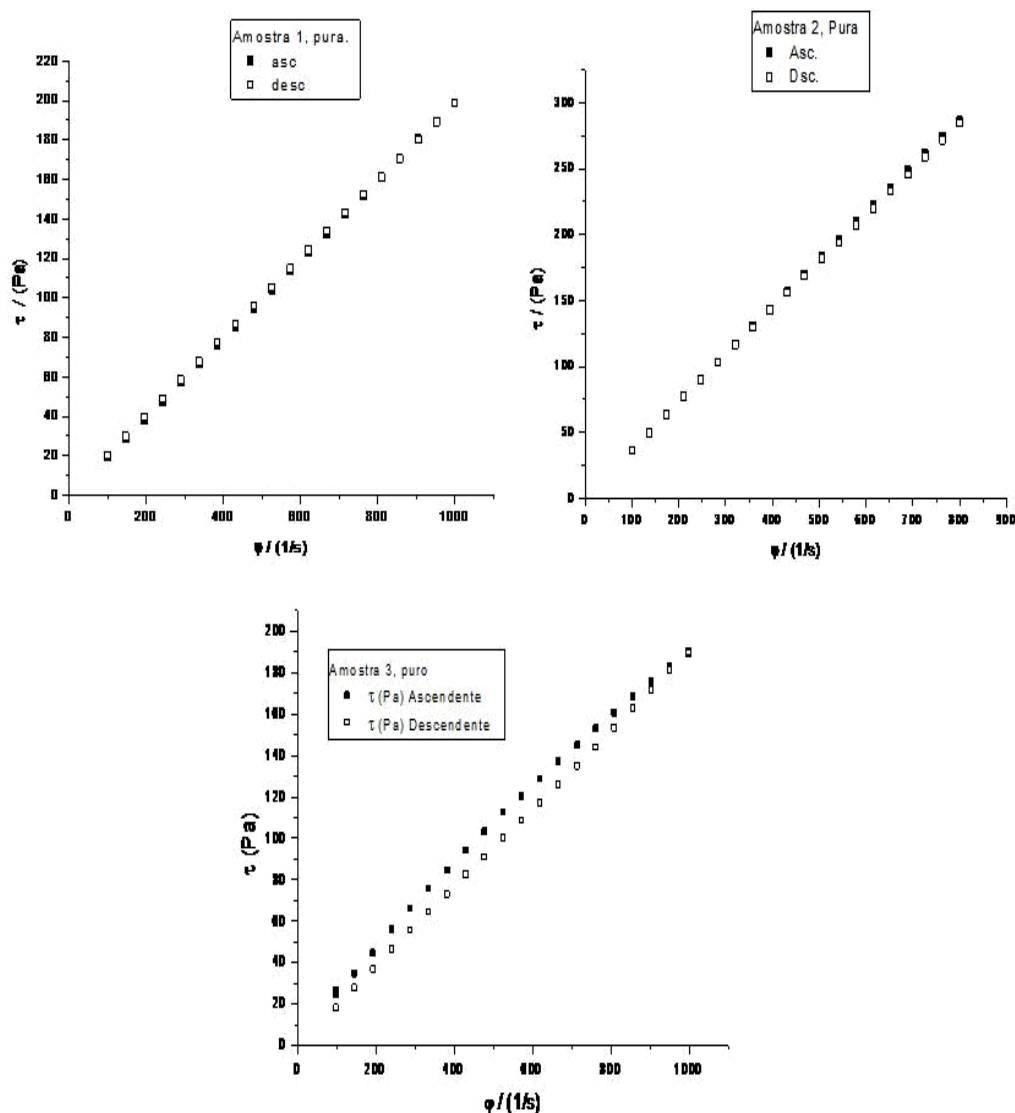 Amostra 1, pura.
asc
desc
220
200
180
160
140
120
100
80
60
40
20
0
τ / (Pa)
0 200 400 600 800 1000
φ / (1/s)
Amostra 2, Pura
Asc.
Dsc.
300
250
200
150
100
50
0
τ / (Pa)
0 100 200 300 400 500 600 700 800 900
φ / (1/s)
Amostra 3, puro
τ (Pa) Ascendente
τ (Pa) Descendente
200
180
160
140
120
100
80
60
40
20
0
τ (Pa)
0 200 400 600 800 1000
φ / (1/s)